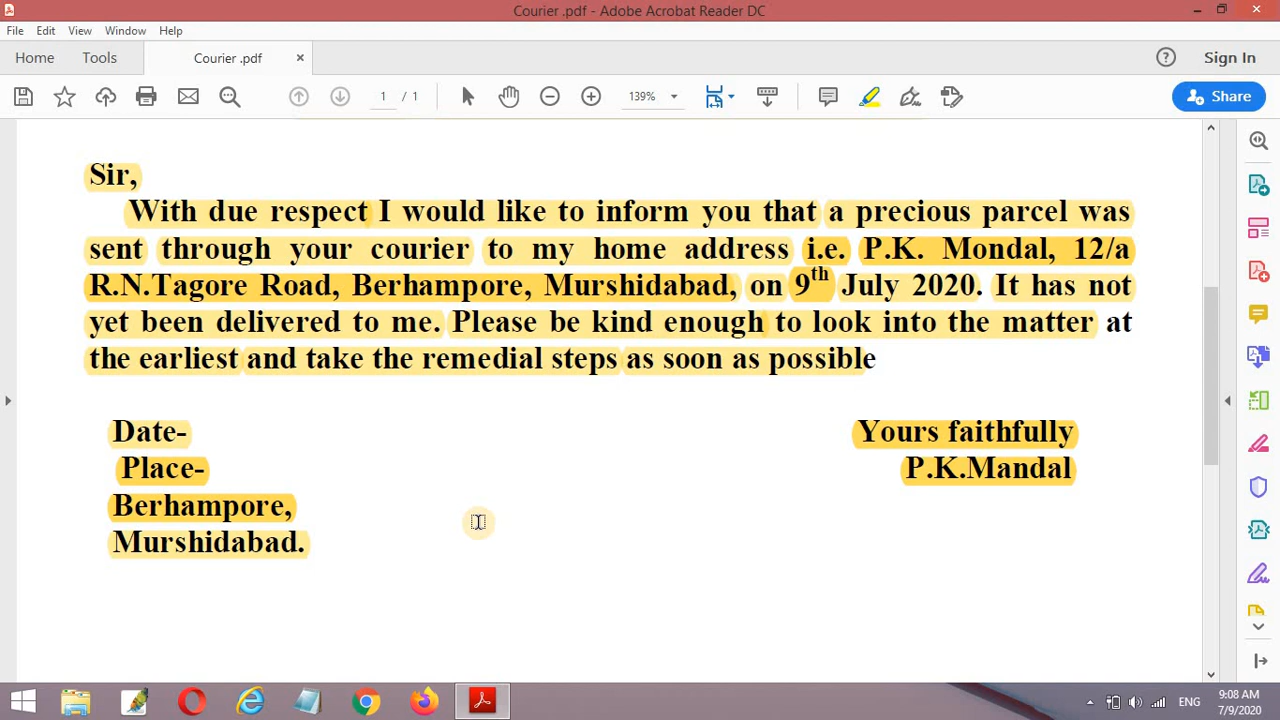 Courier .pdf - Adobe Acrobat Reader DC
File Edit View Window Help
Home Tools Courier .pdf × ? Sign In
1 / 1 139% Share
Sir,
With due respect I would like to inform you that a precious parcel was
sent through your courier to my home address i.e. P.K. Mondal, 12/a
R.N.Tagore Road, Berhampore, Murshidabad, on 9th July 2020. It has not
yet been delivered to me. Please be kind enough to look into the matter at
the earliest and take the remedial steps as soon as possible
Date- Yours faithfully
Place- P.K.Mandal
Berhampore,
Murshidabad.
ENG 9:08 AM
7/9/2020